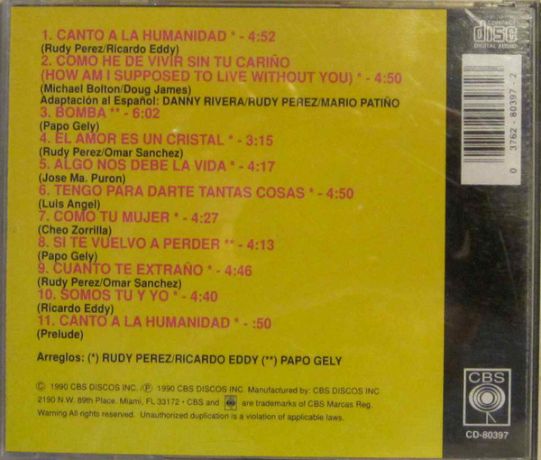 1. CANTO A LA HUMANIDAD * - 4:52
(Rudy Perez/Ricardo Eddy)
2. COMO HE DE VIVIR SIN TU CARIÑO
(HOW AM I SUPPOSED TO LIVE WITHOUT YOU) * - 4:50
(Michael Bolton/Doug James)
Adaptación al Español: DANNY RIVERA/RUDY PEREZ/MARIO PATIÑO
3. BOMBA ** - 6:02
(Papo Gely)
4. EL AMOR ES UN CRISTAL * - 3:15
(Rudy Perez/Omar Sanchez)
5. ALGO NOS DEBE LA VIDA * - 4:17
(Jose Ma. Puron)
6. TENGO PARA DARTE TANTAS COSAS * - 4:50
(Luis Angel)
7. COMO TU MUJER * - 4:27
(Cheo Zorrilla)
8. SI TE VUELVO A PERDER ** - 4:13
(Papo Gely)
9. CUANTO TE EXTRAÑO * - 4:46
(Rudy Perez/Omar Sanchez)
10. SOMOS TU Y YO * - 4:40
(Ricardo Eddy)
11. CANTO A LA HUMANIDAD * - :50
(Prelude)
Arreglos: (*) RUDY PEREZ/RICARDO EDDY (**) PAPO GELY
© 1990 CBS DISCOS INC. /℗ 1990 CBS DISCOS INC. Manufactured by: CBS DISCOS INC
2190 N.W. 89th Place. Miami, FL 33172 • CBS and are trademarks of CBS Marcas Reg.
Warning All rights reserved. Unauthorized duplication is a violation of applicable laws.
COMPACT
disc
DIGITAL AUDIO
0 3762 - 80397 - 2
CBS
CD-80397